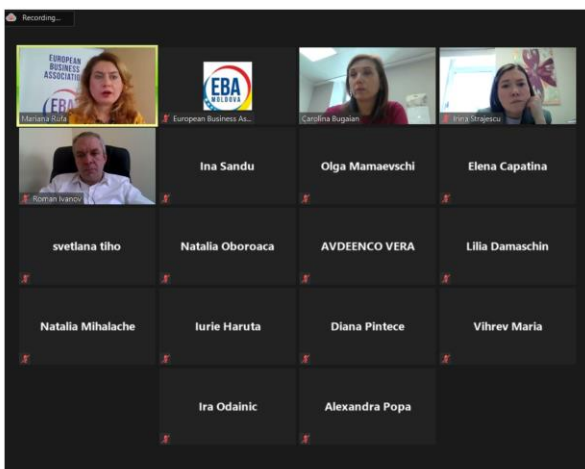 Recording...
EUROPEAN
BUSINESS
ASSOCIATIO
EBA
Mariana Rufa
EBA
MOLDOVA
European Business As...
Carolina Bugaian
Irina Strajescu
Roman Ivanov
Ina Sandu
Olga Mamaevschi
Elena Capatina
svetlana tiho
Natalia Oboroaca
AVDEENCO VERA
Lilia Damaschin
Natalia Mihalache
Iurie Haruta
Diana Pintece
Vihrev Maria
Ira Odainic
Alexandra Popa